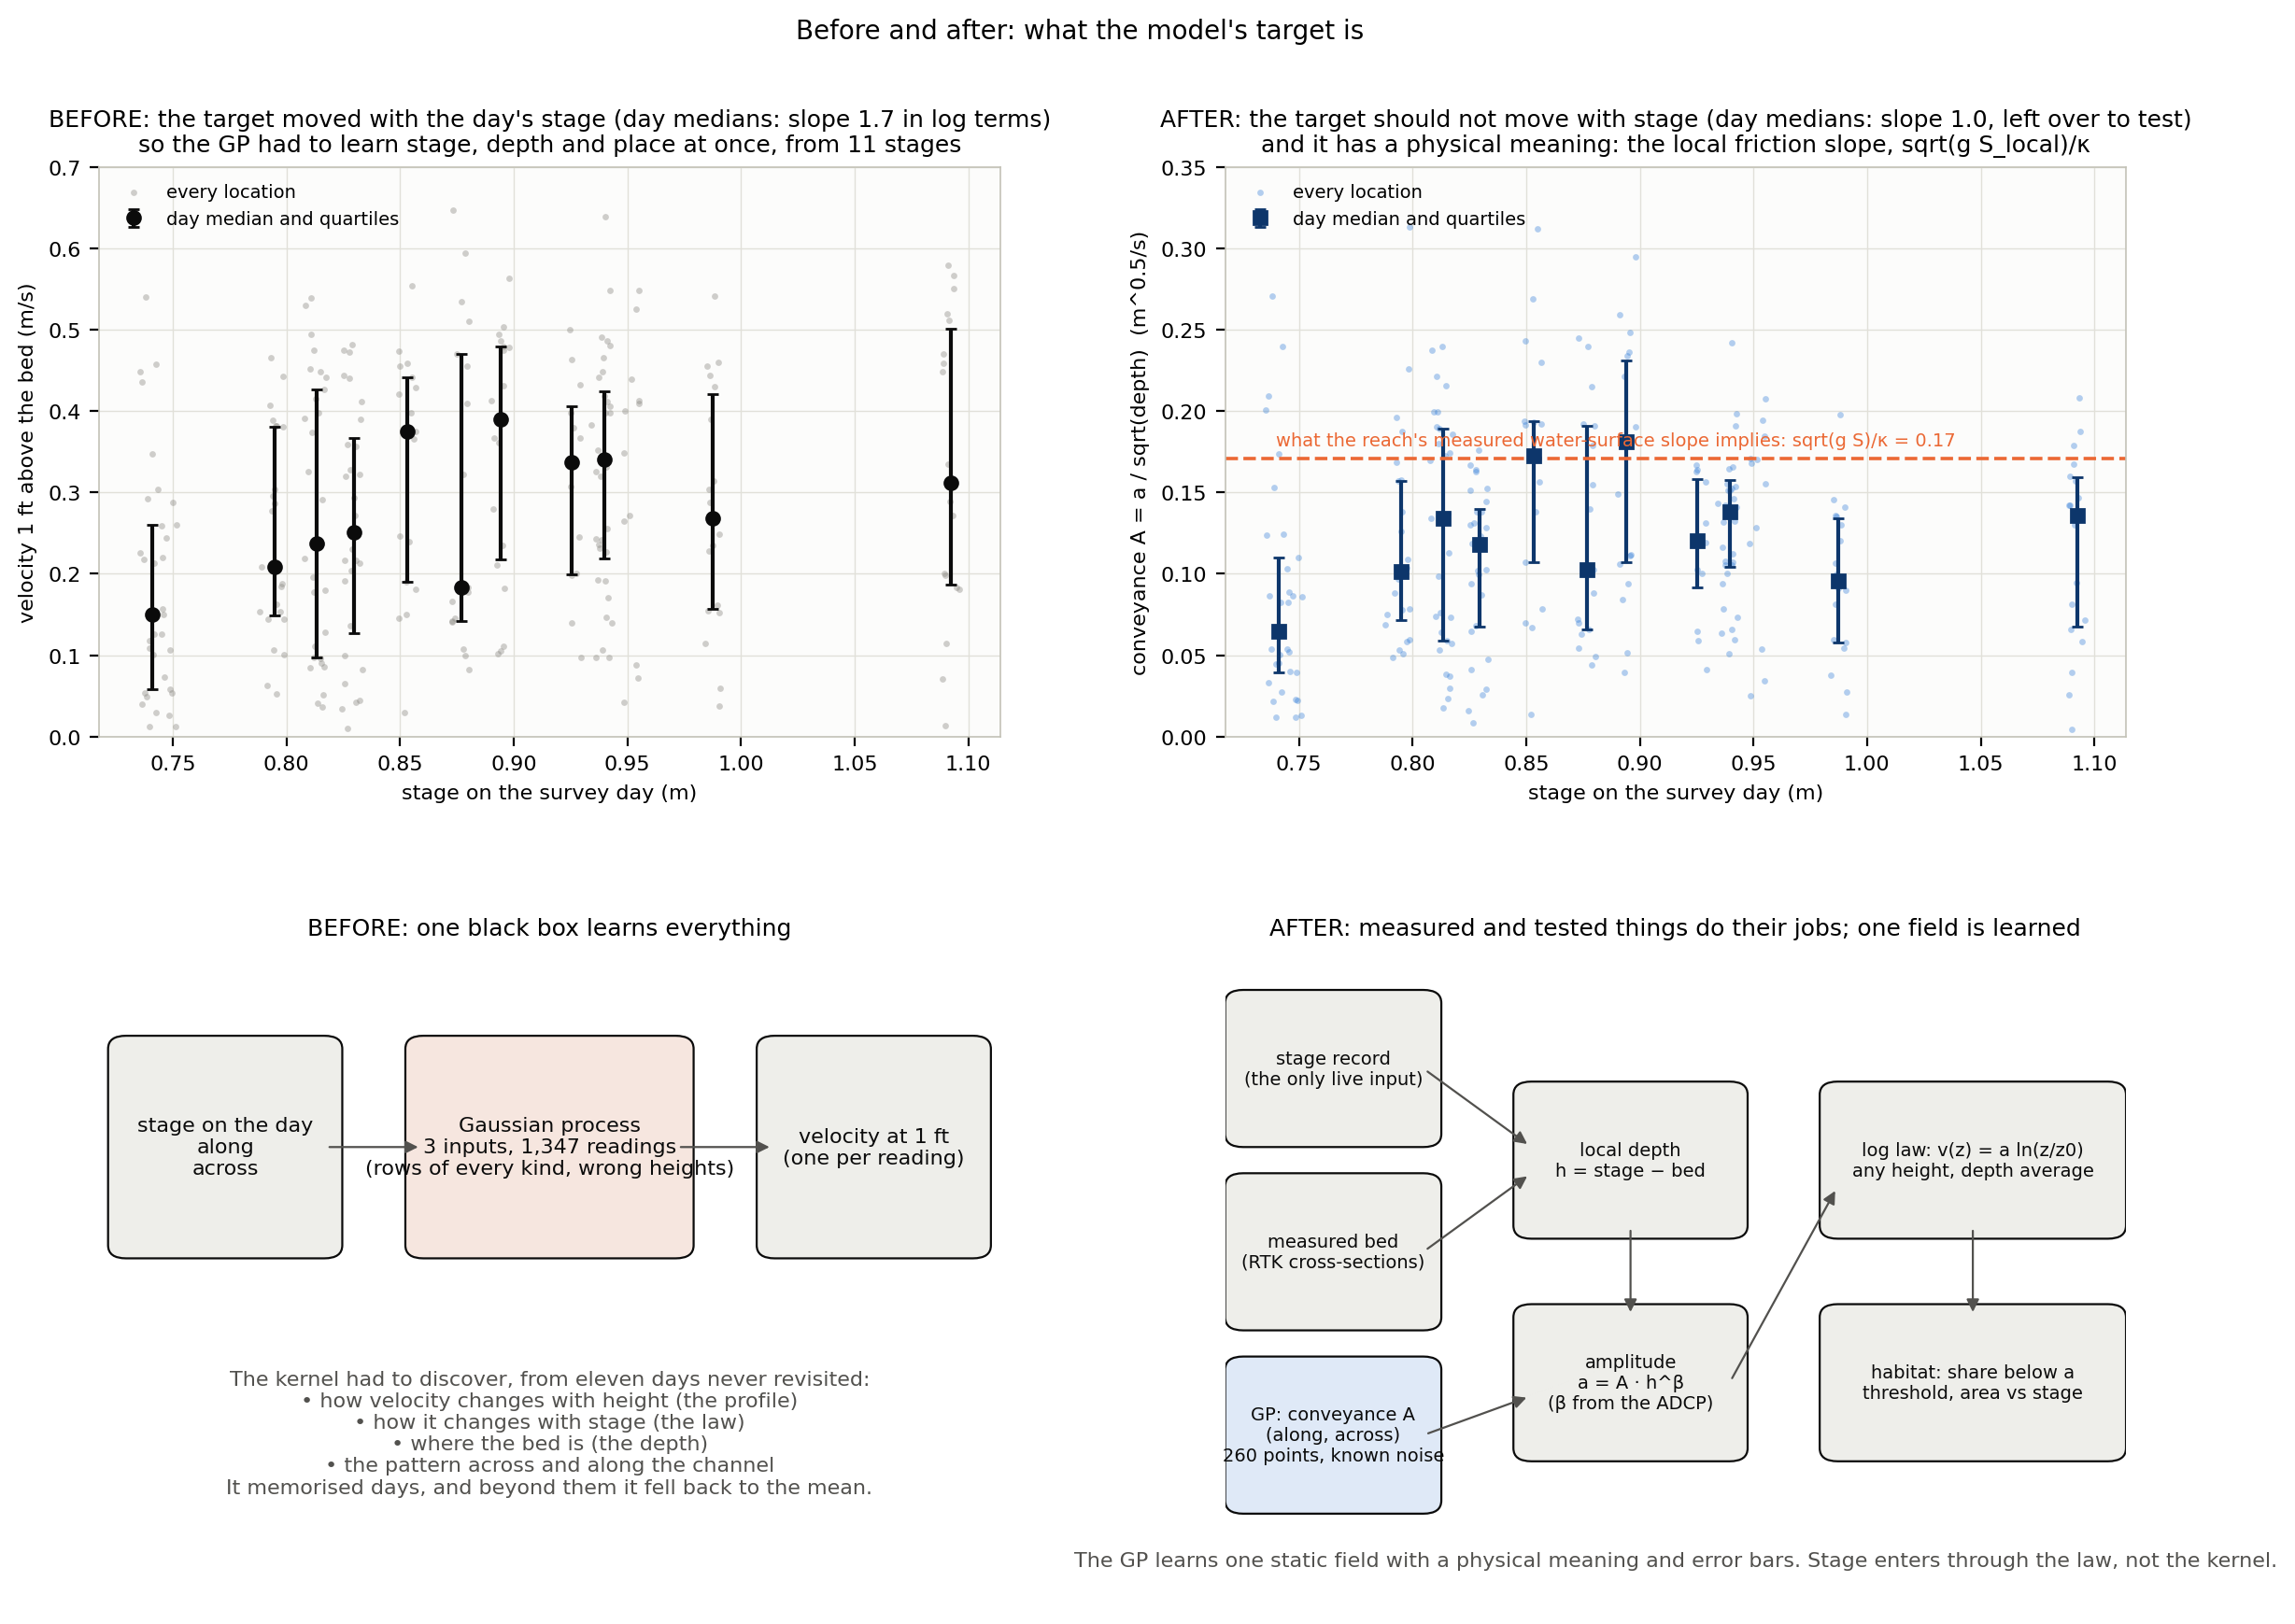 Before and after: what the model's target is
BEFORE: the target moved with the day's stage (day medians: slope 1.7 in log terms)
so the GP had to learn stage, depth and place at once, from 11 stages
0.7
0.6
0.5
0.4
0.3
0.2
0.1
0.0
velocity 1 ft above the bed (m/s)
every location
day median and quartiles
0.75
0.80
0.85
0.90
0.95
1.00
1.05
1.10
stage on the survey day (m)
AFTER: the target should not move with stage (day medians: slope 1.0, left over to test)
and it has a physical meaning: the local friction slope, sqrt(g S_local)/κ
0.35
0.30
0.25
0.20
0.15
0.10
0.05
0.00
conveyance A = a / sqrt(depth)  (m^0.5/s)
every location
day median and quartiles
what the reach's measured water-surface slope implies: sqrt(g S)/κ = 0.17
0.75
0.80
0.85
0.90
0.95
1.00
1.05
1.10
stage on the survey day (m)
BEFORE: one black box learns everything
stage on the day
along
across
Gaussian process
3 inputs, 1,347 readings
(rows of every kind, wrong heights)
velocity at 1 ft
(one per reading)
The kernel had to discover, from eleven days never revisited:
• how velocity changes with height (the profile)
• how it changes with stage (the law)
• where the bed is (the depth)
• the pattern across and along the channel
It memorised days, and beyond them it fell back to the mean.
AFTER: measured and tested things do their jobs; one field is learned
stage record
(the only live input)
measured bed
(RTK cross-sections)
GP: conveyance A
(along, across)
260 points, known noise
local depth
h = stage − bed
amplitude
a = A · h^β
(β from the ADCP)
log law: v(z) = a ln(z/z0)
any height, depth average
habitat: share below a
threshold, area vs stage
The GP learns one static field with a physical meaning and error bars. Stage enters through the law, not the kernel.